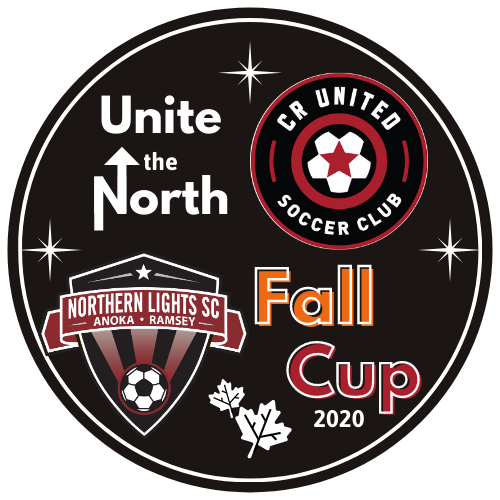 Unite
the
North
CR UNITED
SOCCER CLUB
NORTHERN LIGHTS SC
ANOKA • RAMSEY
Fall
Cup
2020